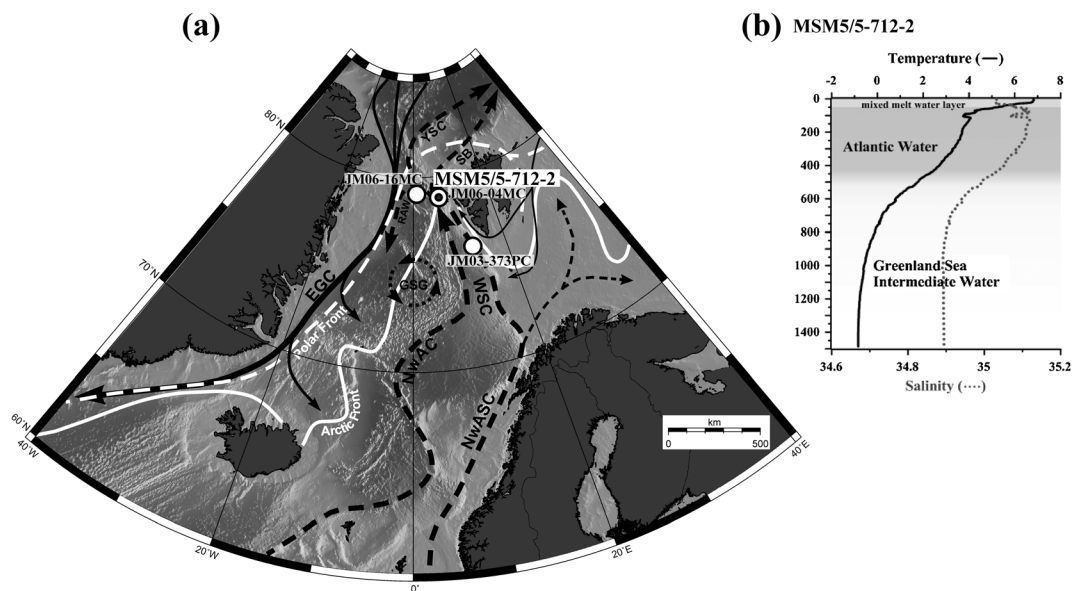 (a)
(b) MSM5/5-712-2
80°N
70°N
60°N
40°W
20°W
0°
20°E
40°E
YSC
SB
JM06-16MC
MSM5/5-712-2
JM06-04MC
RAW
JM03-373PC
EGC
GSG
WSC
Polar Front
NwAC
Arctic Front
NwASC
km
0 500
Temperature (—)
-2 0 2 4 6 8
0
mixed melt water layer
200
Atlantic Water
400
600
800
1000
Greenland Sea
Intermediate Water
1200
1400
34.6 34.8 35 35.2
Salinity (····)